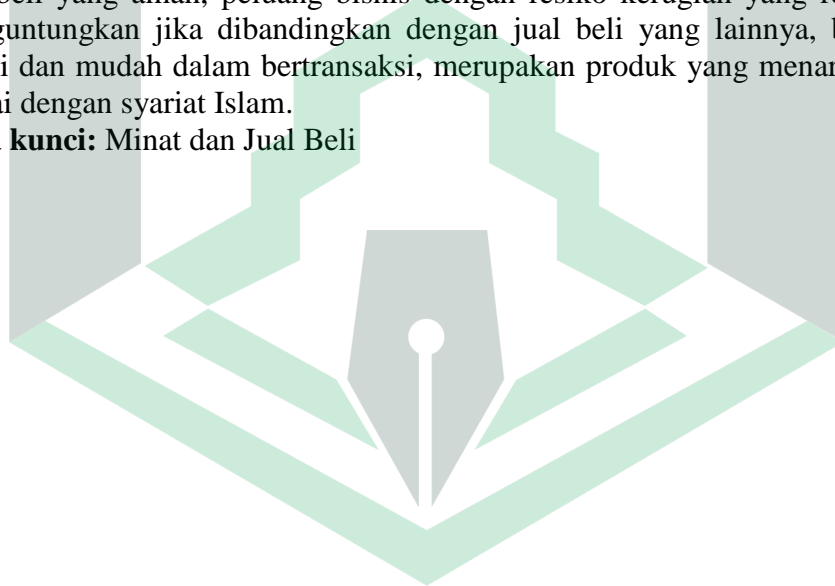 beli yang aman, peluang bisnis dengan resiko kerugian yang
guntungkan jika dibandingkan dengan jual beli yang lainnya,
i dan mudah dalam bertransaksi, merupakan produk yang menar
ai dengan syariat Islam.
kunci: Minat dan Jual Beli